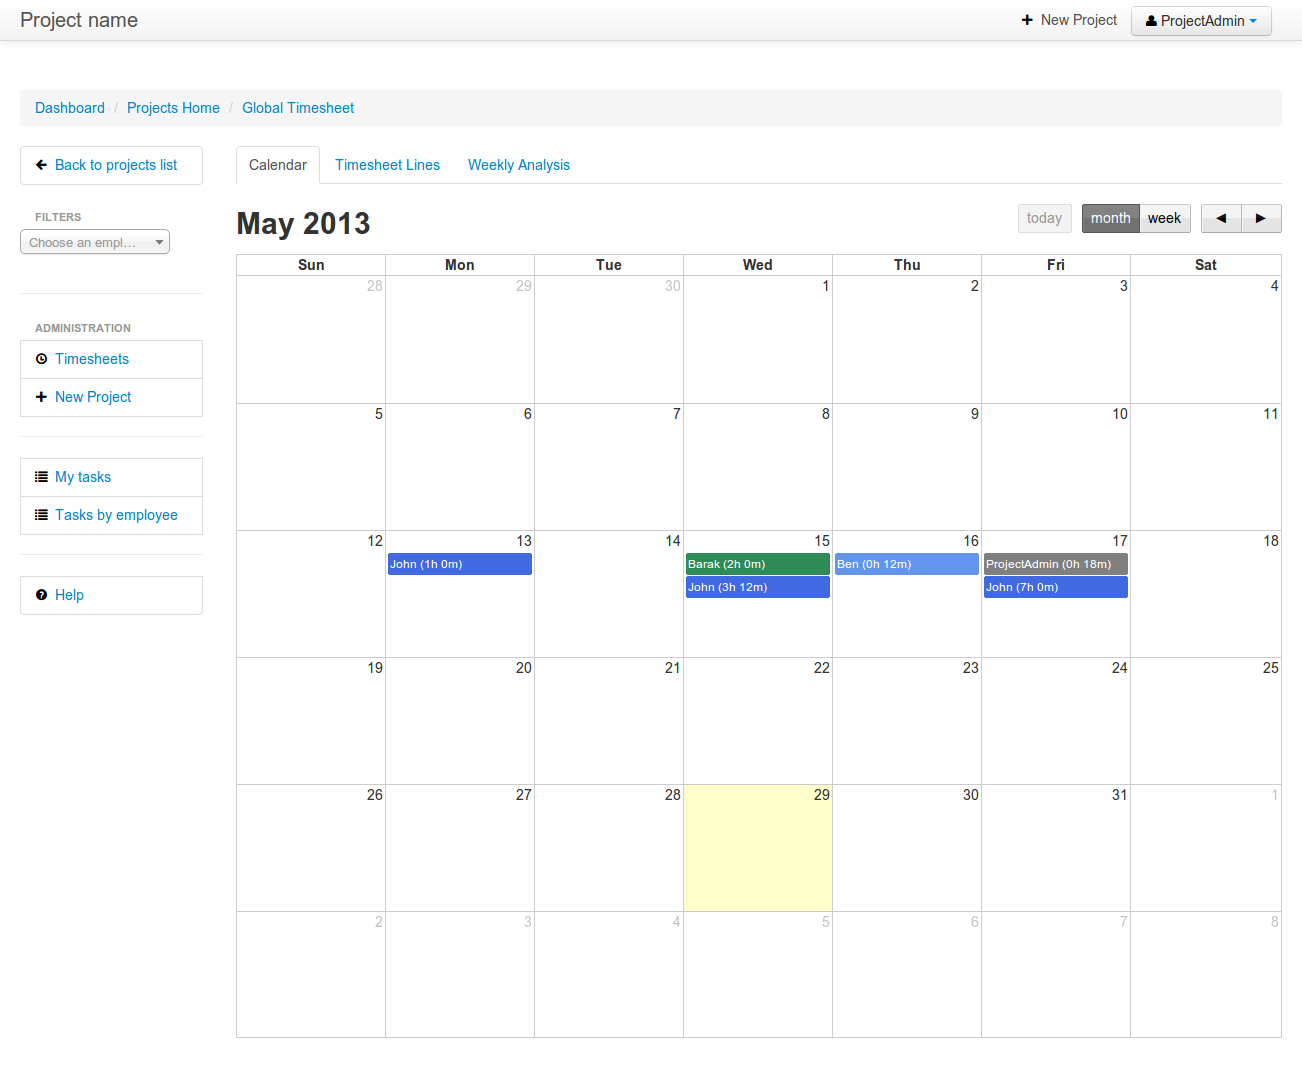 Project name
New Project
ProjectAdmin
Dashboard / Projects Home / Global Timesheet
Back to projects list
FILTERS
Choose an empl...
ADMINISTRATION
Timesheets
New Project
My tasks
Tasks by employee
Help
Calendar Timesheet Lines Weekly Analysis
May 2013
today month week
Sun Mon Tue Wed Thu Fri Sat
28 29 30 1 2 3 4
5 6 7 8 9 10 11
12 13 14 15 16 17 18
John (1h 0m) Barak (2h 0m) Ben (0h 12m) ProjectAdmin (0h 18m)
John (3h 12m) John (7h 0m)
19 20 21 22 23 24 25
26 27 28 29 30 31 1
2 3 4 5 6 7 8